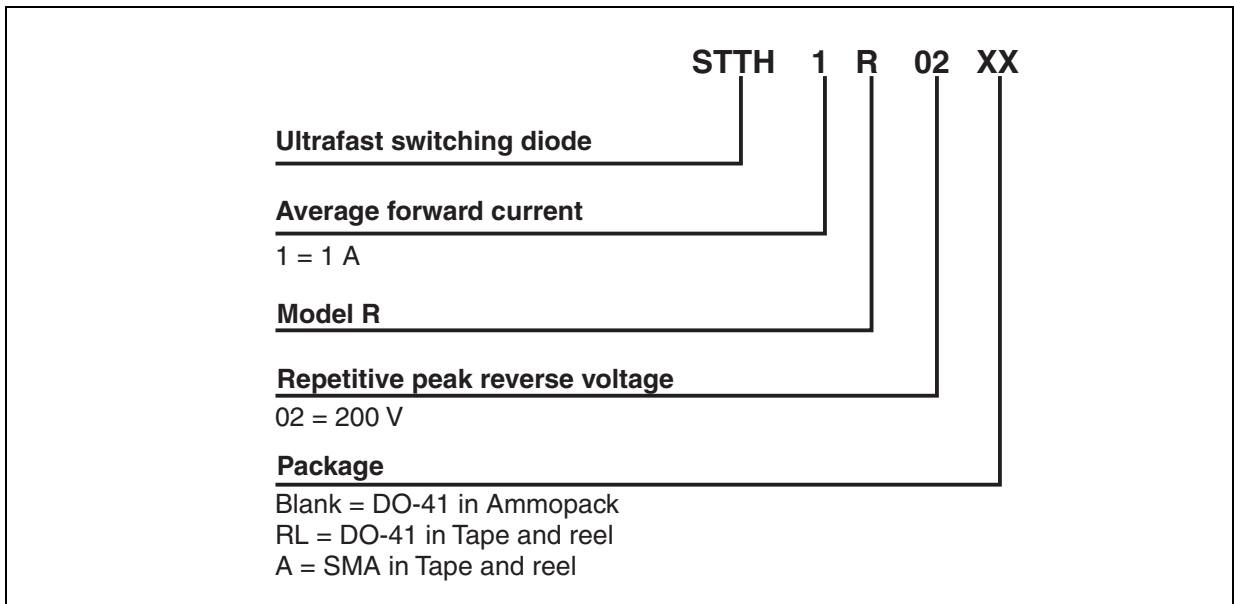 STTH 1 R 02 XX
Ultrafast switching diode
Average forward current
1 = 1 A
Model R
Repetitive peak reverse voltage
02 = 200 V
Package
Blank = DO-41 in Ammopack
RL = DO-41 in Tape and reel
A = SMA in Tape and reel